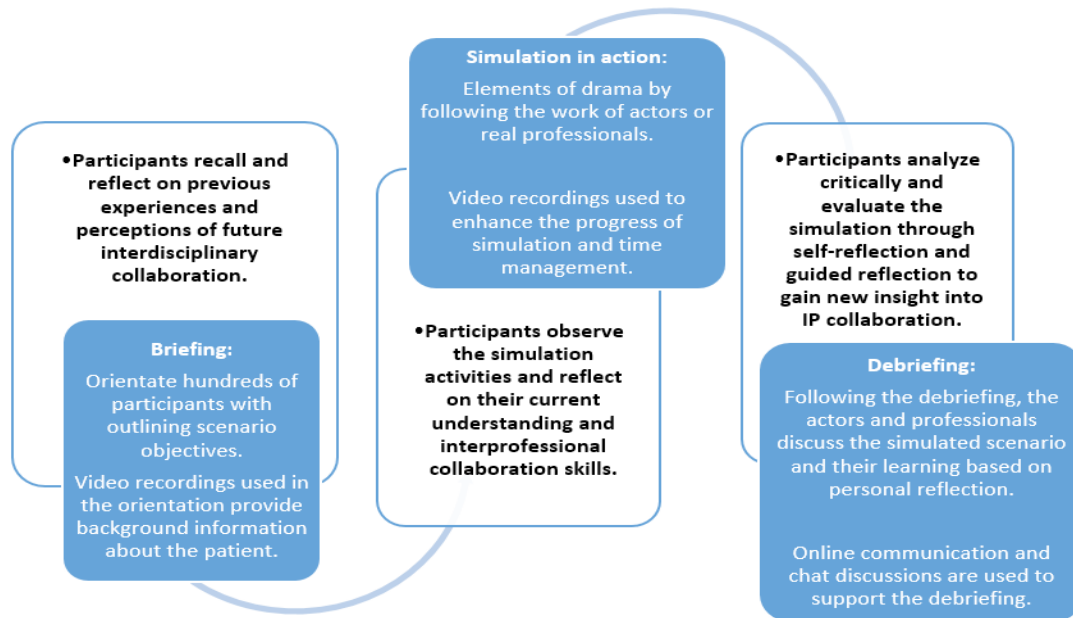 •Participants recall and
reflect on previous
experiences and
perceptions of future
interdisciplinary
collaboration.
Briefing:
Orientate hundreds of
participants with
outlining scenario
objectives.
Video recordings used in
the orientation provide
background information
about the patient.
Simulation in action:
Elements of drama by
following the work of actors or
real professionals.
Video recordings used to
enhance the progress of
simulation and time
management.
•Participants observe
the simulation
activities and reflect
on their current
understanding and
interprofessional
collaboration skills.
•Participants analyze
critically and
evaluate the
simulation through
self-reflection and
guided reflection to
gain new insight into
IP collaboration.
Debriefing:
Following the debriefing, the
actors and professionals
discuss the simulated scenario
and their learning based on
personal reflection.
Online communication and
chat discussions are used to
support the debriefing.